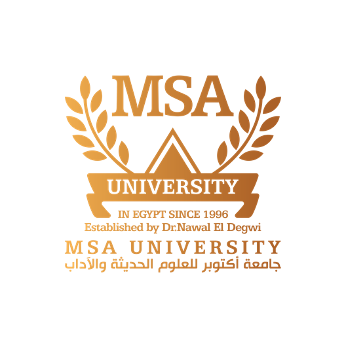 MSA
UNIVERSITY
IN EGYPT SINCE 1996
Established by Dr.Nawal El Degwi
MSA UNIVERSITY
جامعة أكتوبر للعلوم الحديثة والآداب